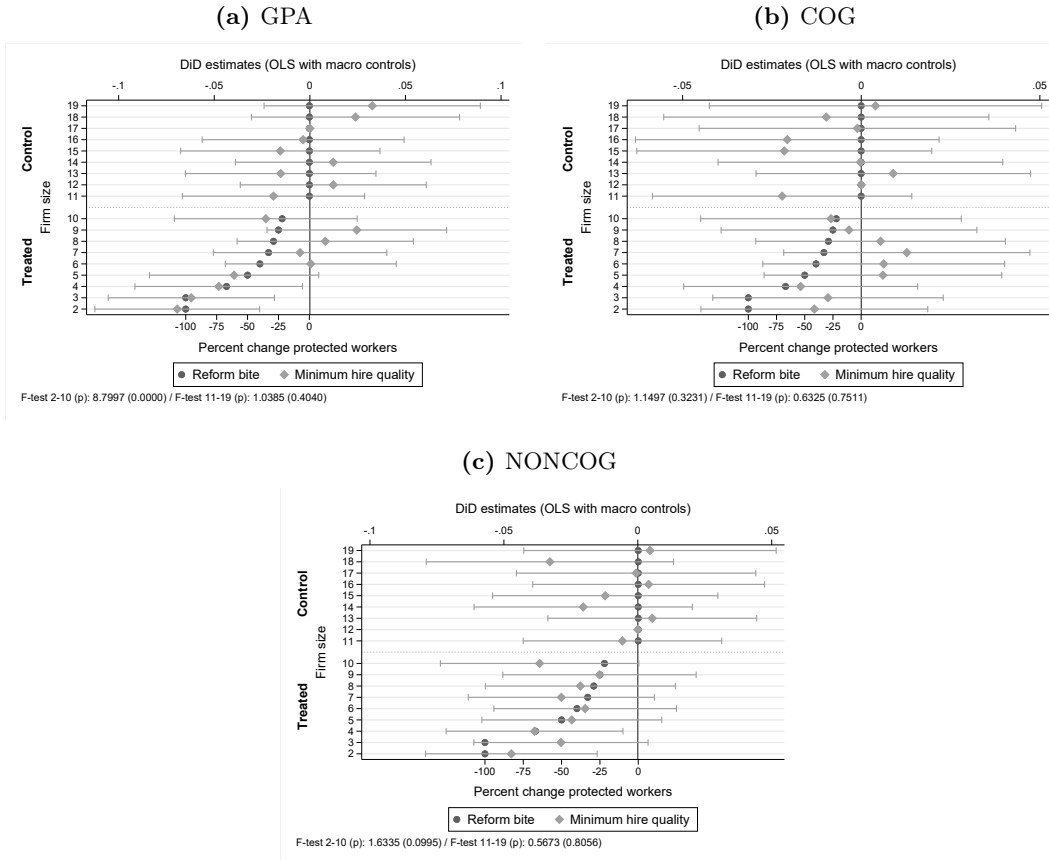 (a) GPA
DiD estimates (OLS with macro controls)
-.1 -.05 0 .05 .1
Control
Treated
Firm size
19
18
17
16
15
14
13
12
11
10
9
8
7
6
5
4
3
2
-100 -75 -50 -25 0
Percent change protected workers
Reform bite Minimum hire quality
F-test 2-10 (p): 8.7997 (0.0000) / F-test 11-19 (p): 1.0385 (0.4040)
(b) COG
DiD estimates (OLS with macro controls)
-.05 0 .05
Control
Treated
Firm size
19
18
17
16
15
14
13
12
11
10
9
8
7
6
5
4
3
2
-100 -75 -50 -25 0
Percent change protected workers
Reform bite Minimum hire quality
F-test 2-10 (p): 1.1497 (0.3231) / F-test 11-19 (p): 0.6325 (0.7511)
(c) NONCOG
DiD estimates (OLS with macro controls)
-.1 -.05 0 .05
Control
Treated
Firm size
19
18
17
16
15
14
13
12
11
10
9
8
7
6
5
4
3
2
-100 -75 -50 -25 0
Percent change protected workers
Reform bite Minimum hire quality
F-test 2-10 (p): 1.6335 (0.0995) / F-test 11-19 (p): 0.5673 (0.8056)